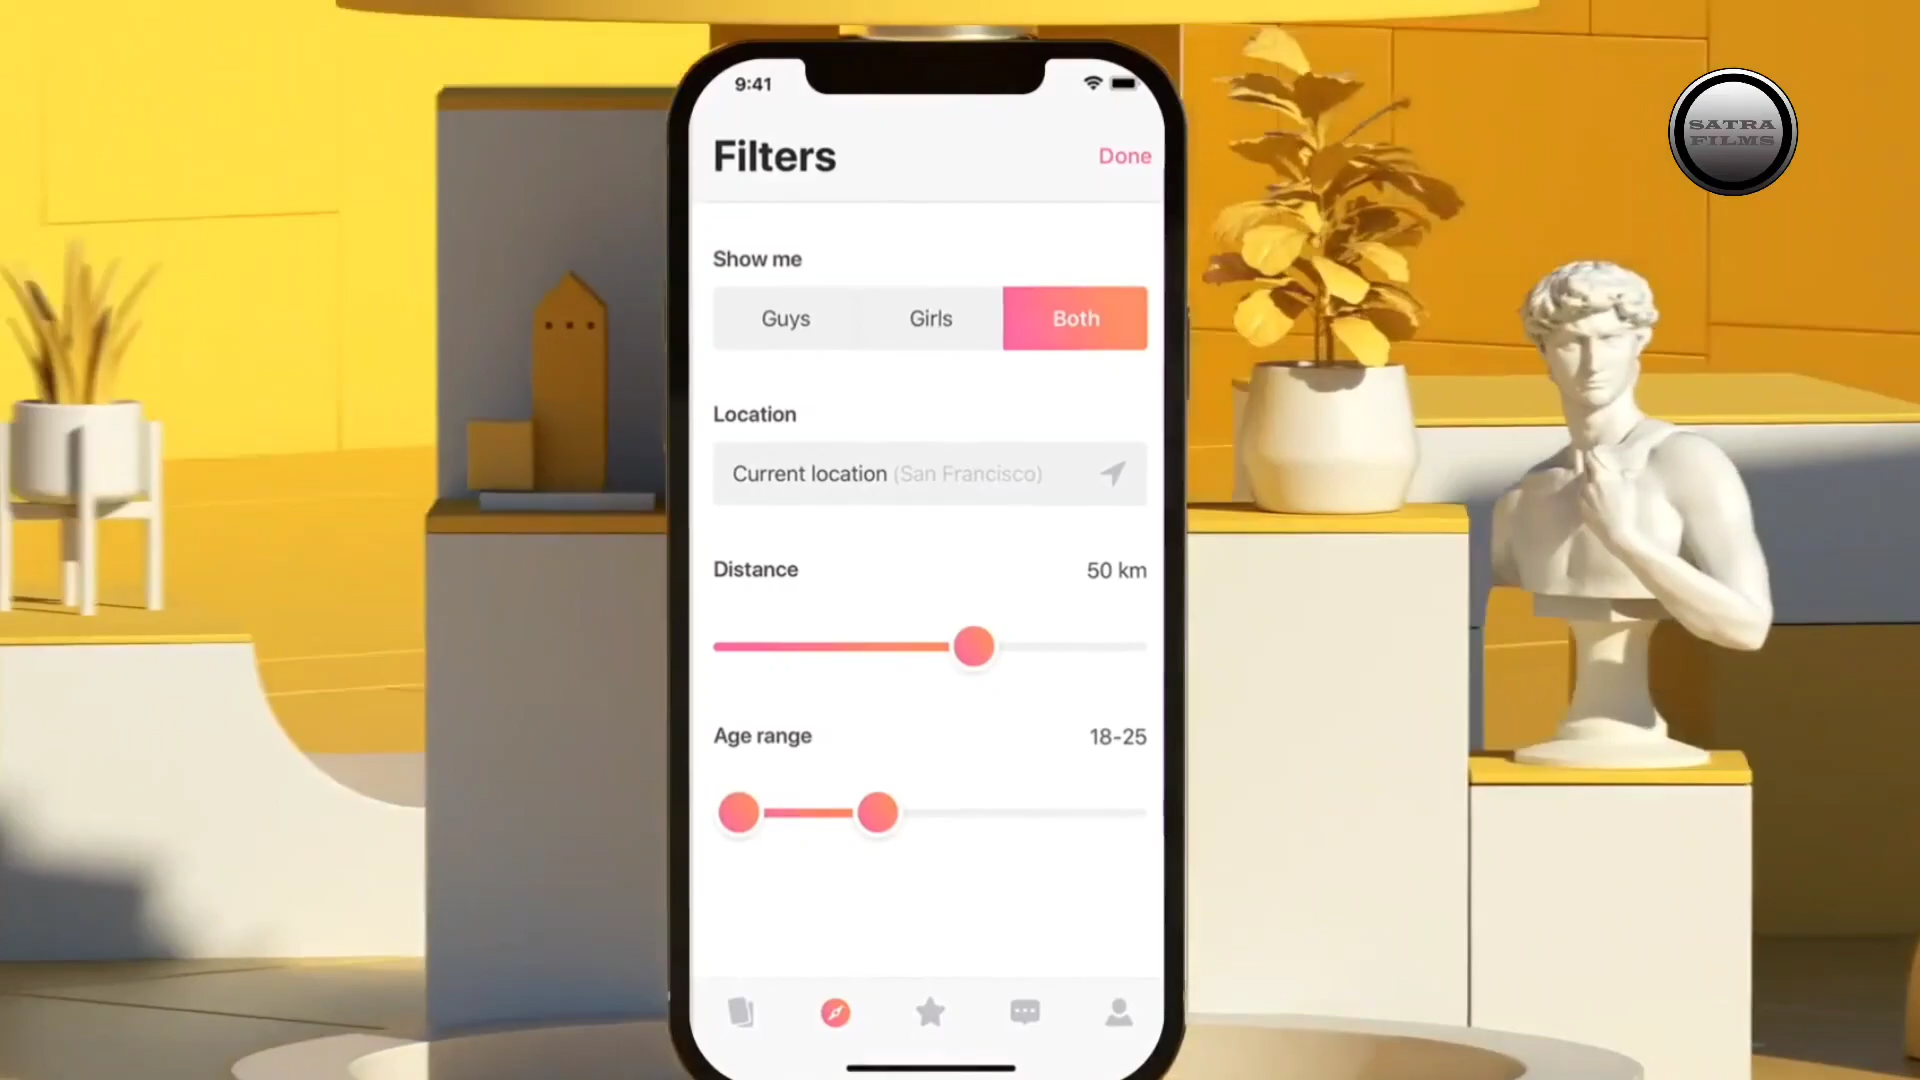 9:41
Filters
Done
Show me
Guys
Girls
Both
Location
Current location (San Francisco)
Distance
50 km
Age range
18-25
SATRA
FILMS